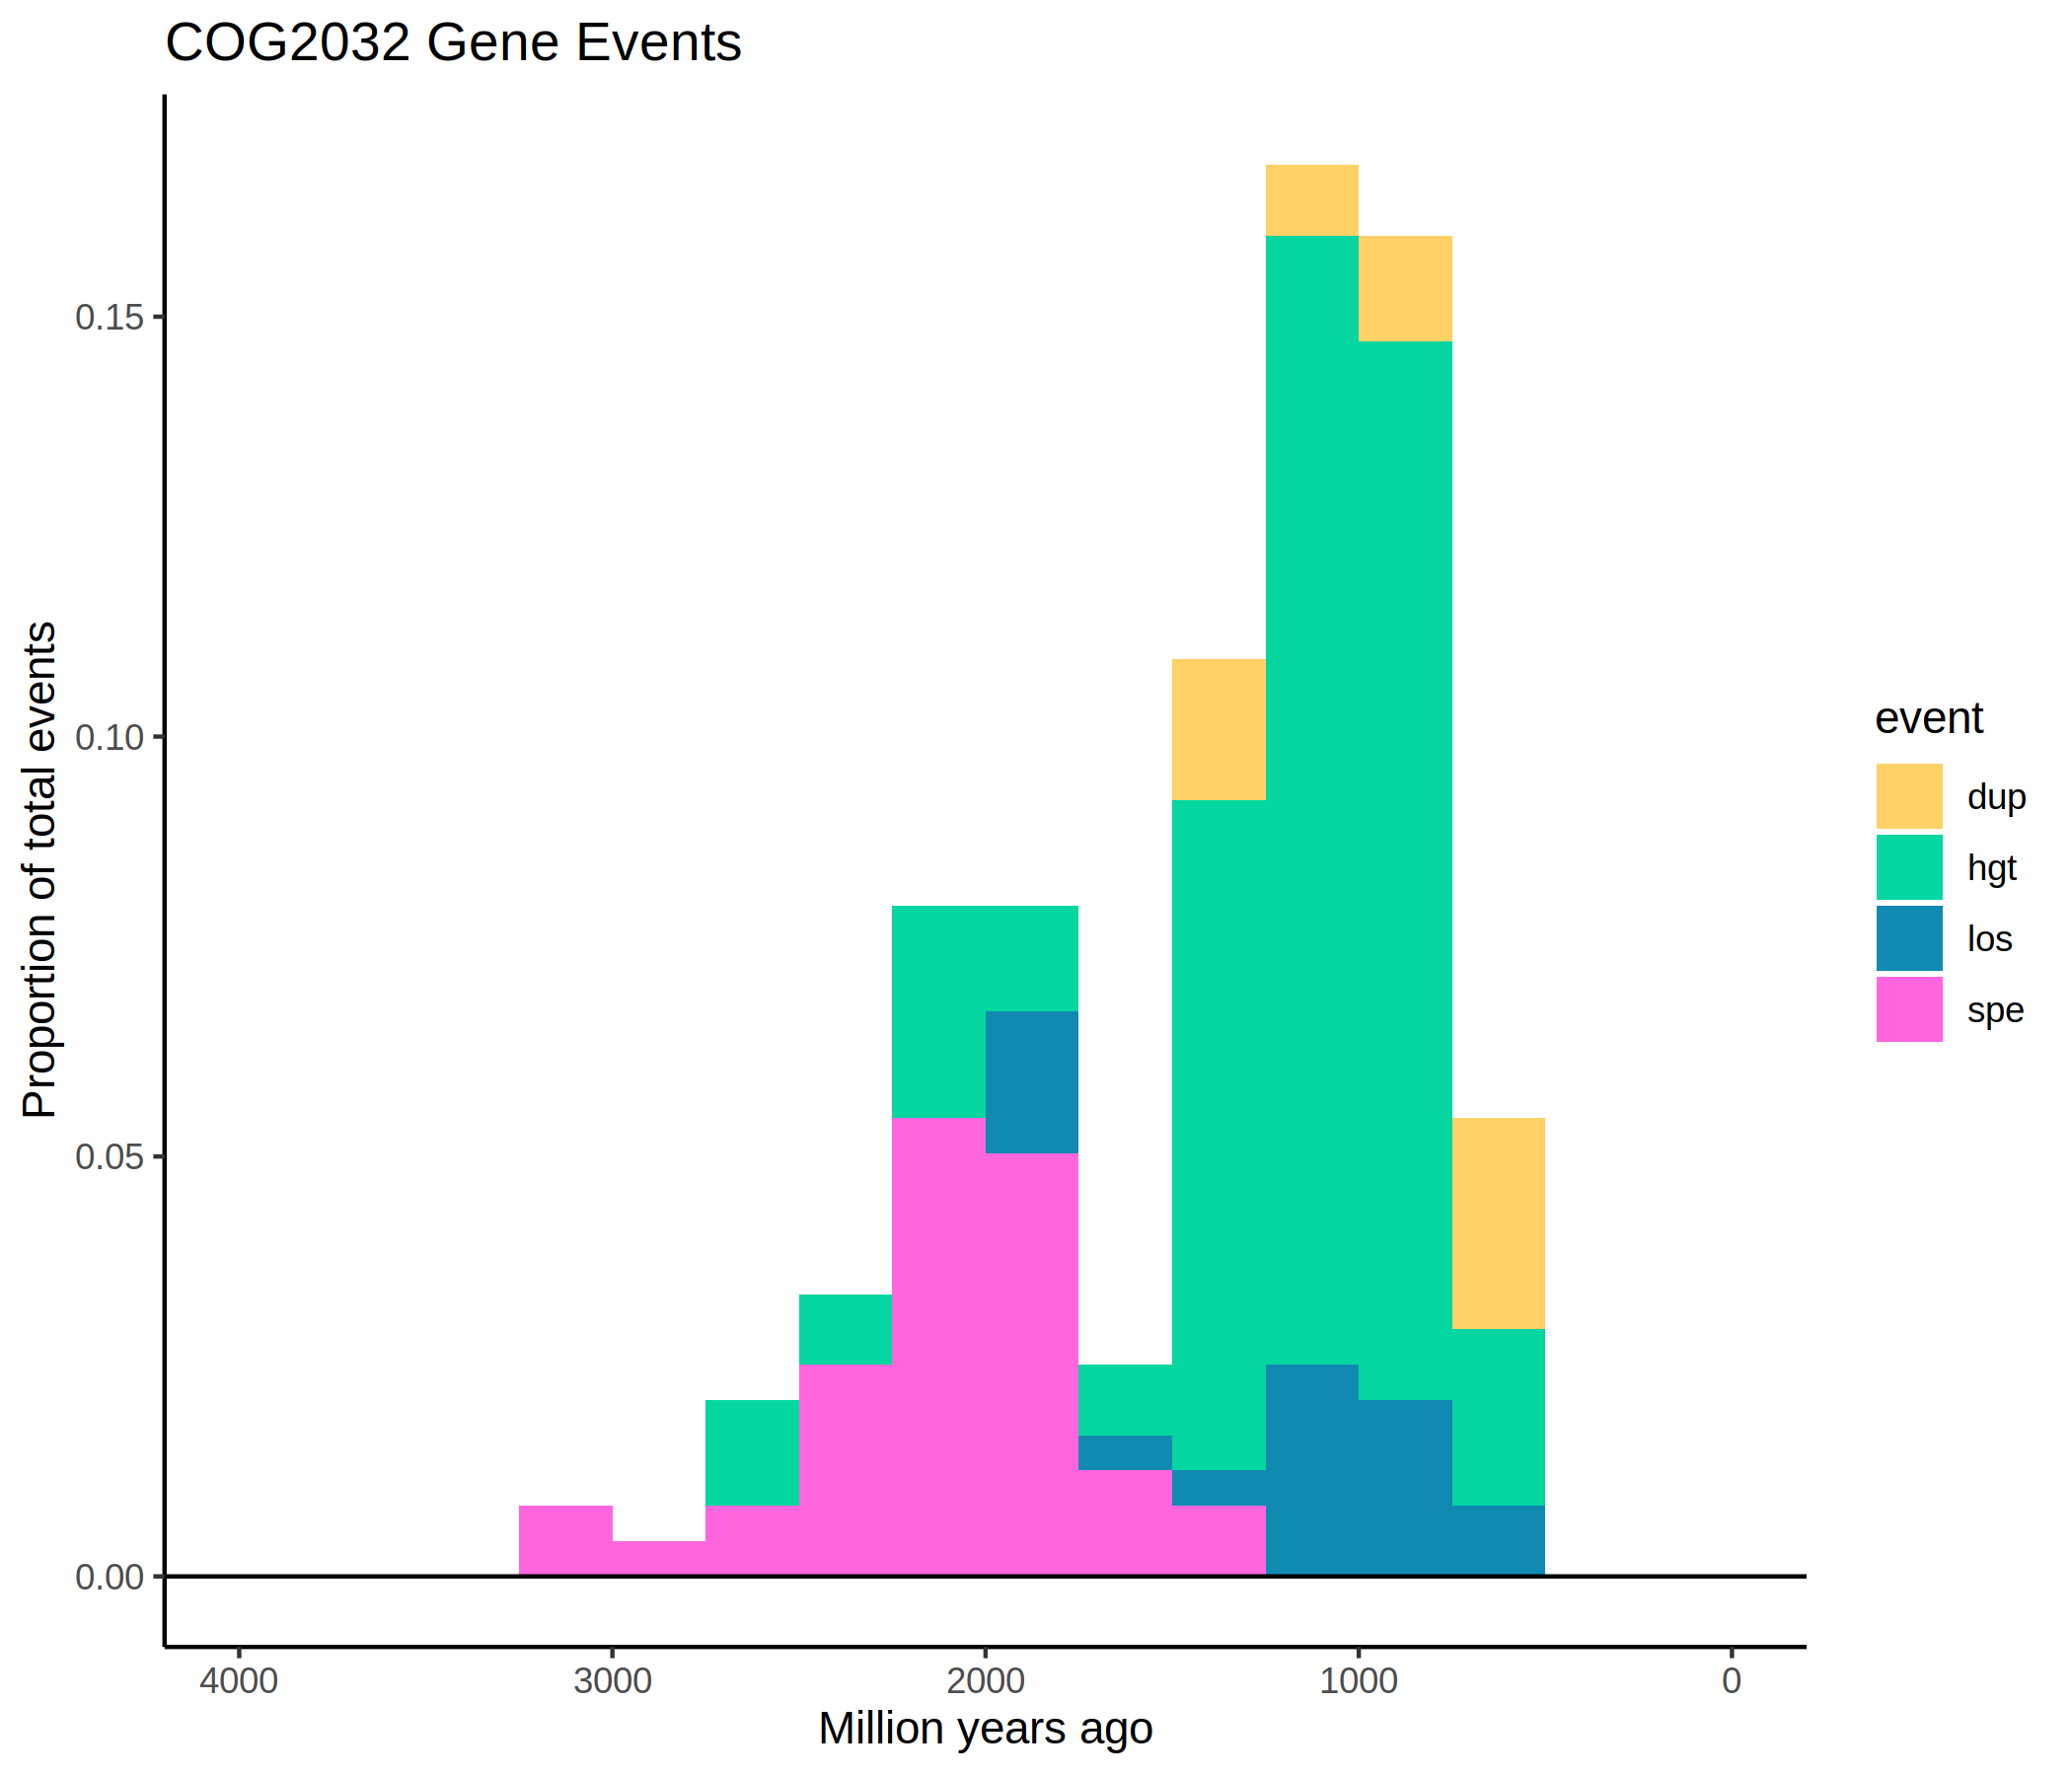 COG2032 Gene Events
Proportion of total events
0.15
0.10
0.05
0.00
4000 3000 2000 1000 0
Million years ago
event
dup
hgt
los
spe